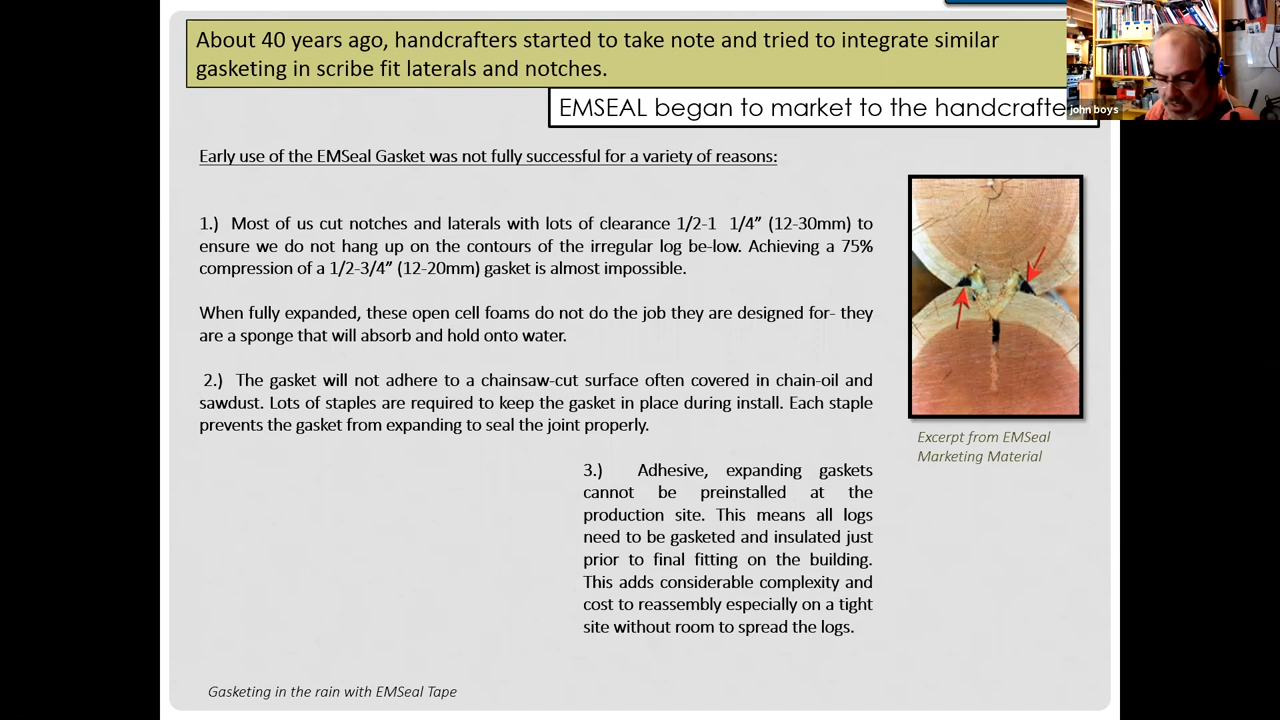 About 40 years ago, handcrafters started to take note and tried to integrate similar
gasketing in scribe fit laterals and notches.
EMSEAL began to market to the handcrafte
john boys
Early use of the EMSeal Gasket was not fully successful for a variety of reasons:
1.) Most of us cut notches and laterals with lots of clearance 1/2-1 1/4” (12-30mm) to
ensure we do not hang up on the contours of the irregular log be-low. Achieving a 75%
compression of a 1/2-3/4” (12-20mm) gasket is almost impossible.
When fully expanded, these open cell foams do not do the job they are designed for- they
are a sponge that will absorb and hold onto water.
2.) The gasket will not adhere to a chainsaw-cut surface often covered in chain-oil and
sawdust. Lots of staples are required to keep the gasket in place during install. Each staple
prevents the gasket from expanding to seal the joint properly.
Excerpt from EMSeal
Marketing Material
3.) Adhesive, expanding gaskets
cannot be preinstalled at the
production site. This means all logs
need to be gasketed and insulated just
prior to final fitting on the building.
This adds considerable complexity and
cost to reassembly especially on a tight
site without room to spread the logs.
Gasketing in the rain with EMSeal Tape